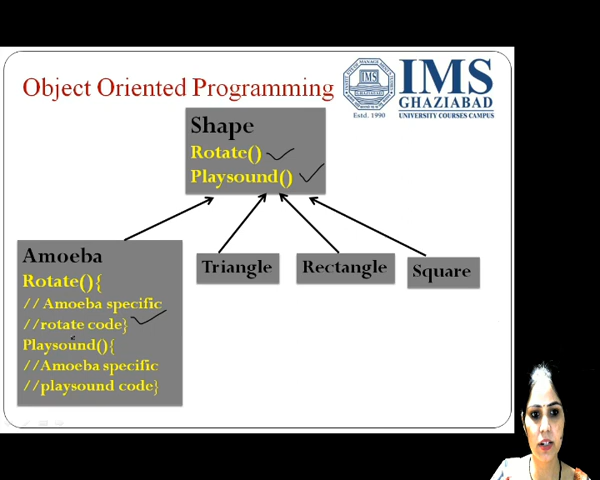 Object Oriented Programming
IMS
GHAZIABAD
UNIVERSITY COURSES CAMPUS
IMS
Estd. 1990
Shape
Rotate()
Playsound()
Amoeba
Rotate(){
// Amoeba specific
//rotate code}
Playsound(){
//Amoeba specific
//playsound code}
Triangle
Rectangle
Square